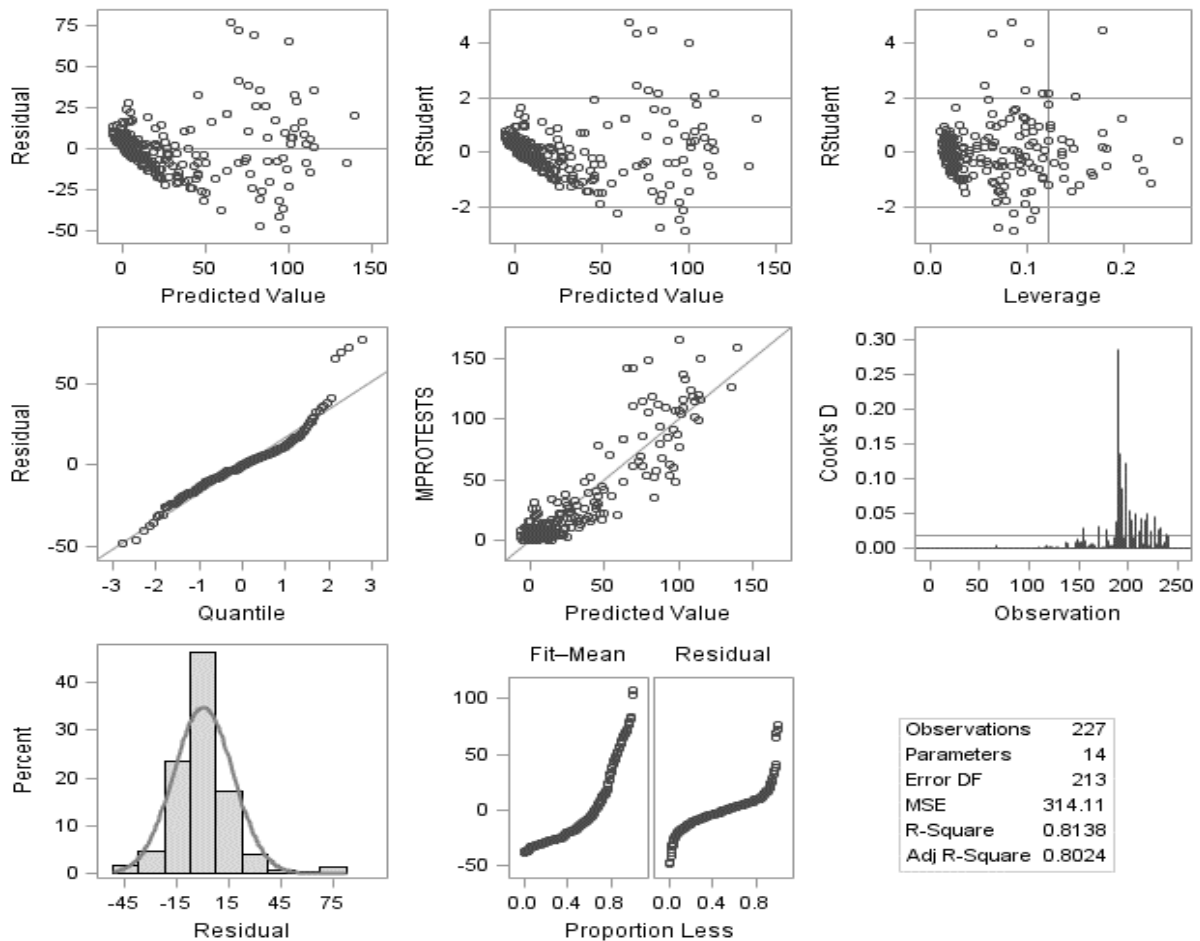 75
50
25
0
-25
-50
Residual
0 50 100 150
Predicted Value
4
2
0
-2
RStudent
0 50 100 150
Predicted Value
4
2
0
-2
RStudent
0.0 0.1 0.2
Leverage
50
0
-50
Residual
-3 -2 -1 0 1 2 3
Quantile
150
100
50
0
MPROTESTS
0 50 100 150
Predicted Value
0.30
0.25
0.20
0.15
0.10
0.05
0.00
Cook's D
0 50 100 150 200 250
Observation
40
30
20
10
0
Percent
-45 -15 15 45 75
Residual
Fit–Mean Residual
100
50
0
-50
0.0 0.4 0.8 0.0 0.4 0.8
Proportion Less
Observations 227
Parameters 14
Error DF 213
MSE 314.11
R-Square 0.8138
Adj R-Square 0.8024